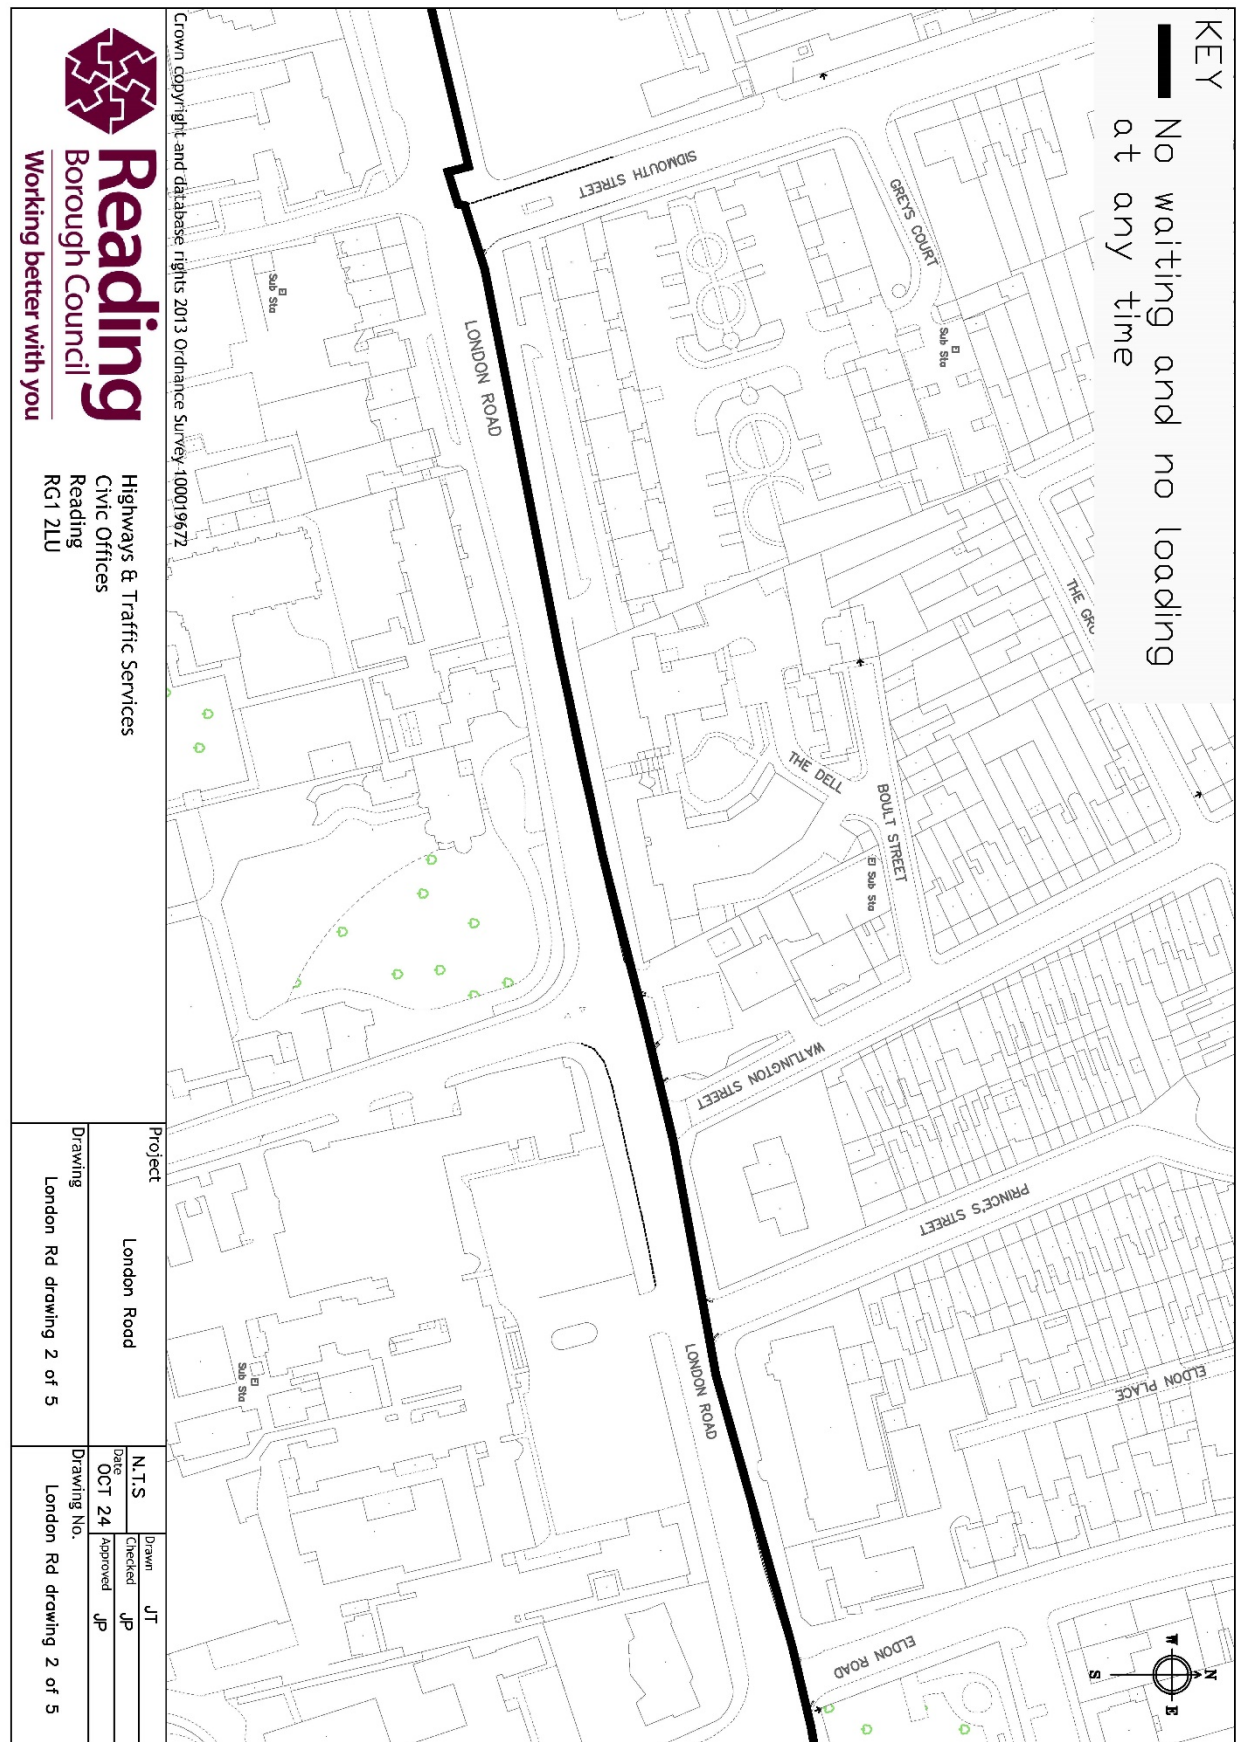 KEY
No waiting and no loading
at any time
SIDMOUTH STREET
GREYS COURT
El
Sub Sta
THE GRO
LONDON ROAD
El
Sub Sta
THE DELL
BOULT STREET
El Sub Sta
WATLINGTON STREET
PRINCE'S STREET
ELDON PLACE
LONDON ROAD
El
Sub Sta
ELDON ROAD
N
W
E
S
Crown copyright and database rights 2013 Ordnance Survey 100019672
Reading
Borough Council
Working better with you
Highways & Traffic Services
Civic Offices
Reading
RG1 2LU
Project
London Road
Drawing
London Rd drawing 2 of 5
N.T.S
Date
OCT 24
Drawn JT
Checked JP
Approved JP
Drawing No.
London Rd drawing 2 of 5